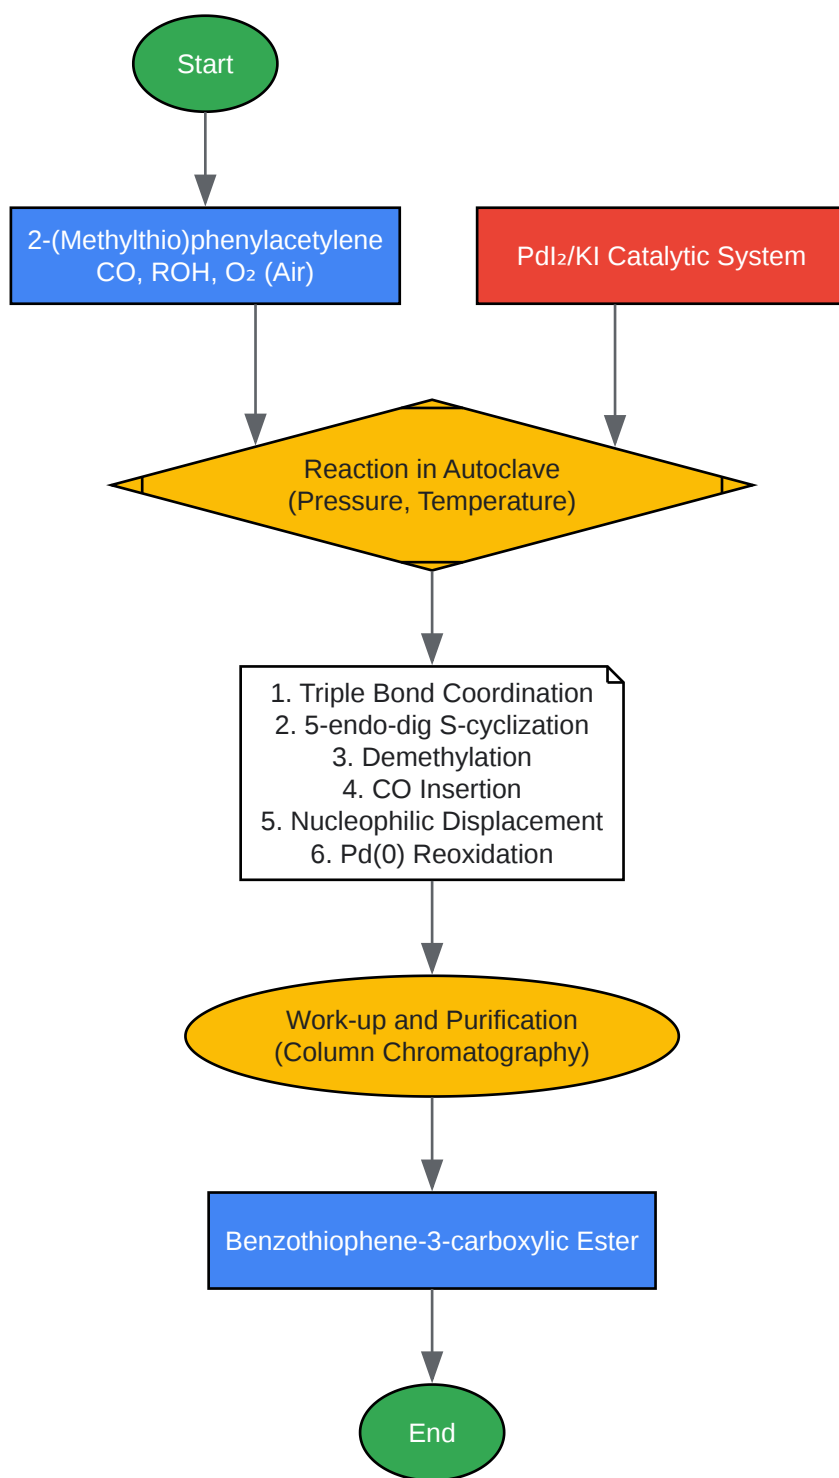 Start
2-(Methylthio)phenylacetylene
CO, ROH, O₂ (Air)
PdI₂/KI Catalytic System
Reaction in Autoclave
(Pressure, Temperature)
1. Triple Bond Coordination
2. 5-endo-dig S-cyclization
3. Demethylation
4. CO Insertion
5. Nucleophilic Displacement
6. Pd(0) Reoxidation
Work-up and Purification
(Column Chromatography)
Benzothiophene-3-carboxylic Ester
End